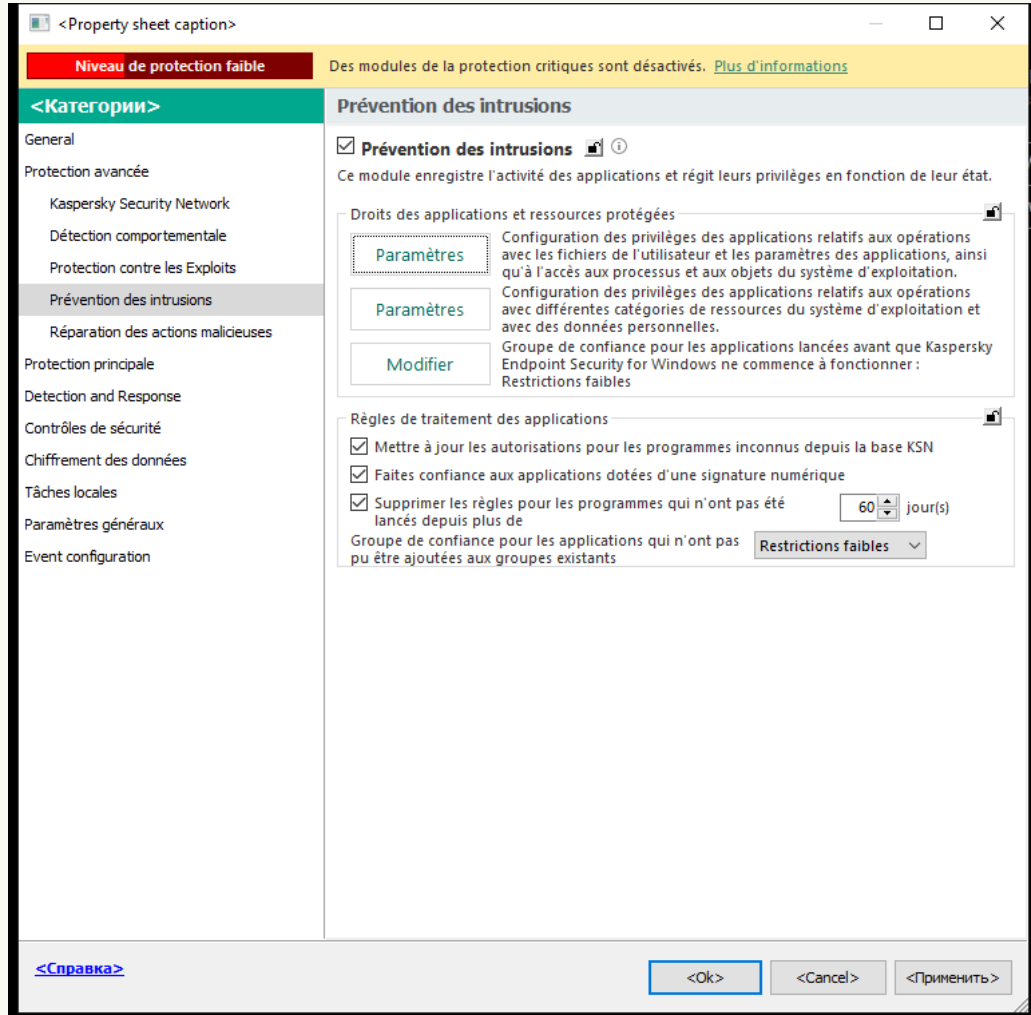 <Property sheet caption>
Niveau de protection faible
Des modules de la protection critiques sont désactivés. Plus d'informations
<Категории>
General
Protection avancée
Kaspersky Security Network
Détection comportementale
Protection contre les Exploits
Prévention des intrusions
Réparation des actions malicieuses
Protection principale
Detection and Response
Contrôles de sécurité
Chiffrement des données
Tâches locales
Paramètres généraux
Event configuration
Prévention des intrusions
Prévention des intrusions
Ce module enregistre l'activité des applications et régit leurs privilèges en fonction de leur état.
Droits des applications et ressources protégées
Paramètres
Configuration des privilèges des applications relatifs aux opérations
avec les fichiers de l'utilisateur et les paramètres des applications, ainsi
qu'à l'accès aux processus et aux objets du système d'exploitation.
Paramètres
Configuration des privilèges des applications relatifs aux opérations
avec différentes catégories de ressources du système d'exploitation et
avec des données personnelles.
Modifier
Groupe de confiance pour les applications lancées avant que Kaspersky
Endpoint Security for Windows ne commence à fonctionner :
Restrictions faibles
Règles de traitement des applications
Mettre à jour les autorisations pour les programmes inconnus depuis la base KSN
Faites confiance aux applications dotées d'une signature numérique
Supprimer les règles pour les programmes qui n'ont pas été
lancés depuis plus de
60 jour(s)
Groupe de confiance pour les applications qui n'ont pas
pu être ajoutées aux groupes existants
Restrictions faibles
<Справка>
<Ok>
<Cancel>
<Применить>